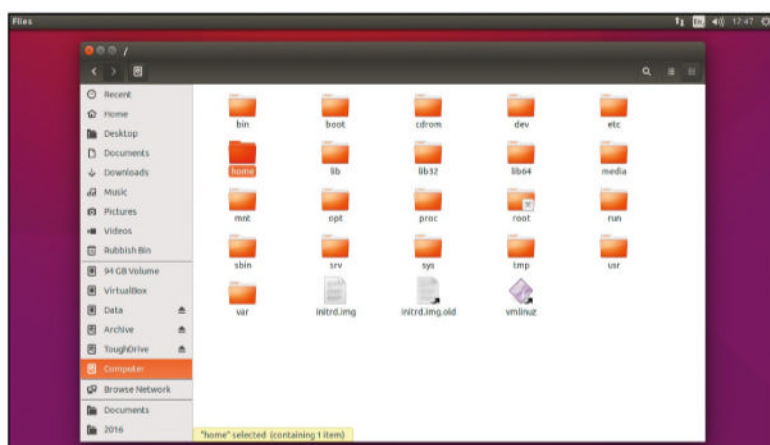 Files
En
12:47
/
Recent
Home
Desktop
Documents
Downloads
Music
Pictures
Videos
Rubbish Bin
94 GB Volume
VirtualBox
Data
Archive
ToughDrive
Computer
Browse Network
Documents
2016
bin boot cdrom dev etc
home lib lib32 lib64 media
mnt opt proc root run
sbin srv sys tmp usr
var initrd.img initrd.img.old vmlinuz
"home" selected (containing 1 item)